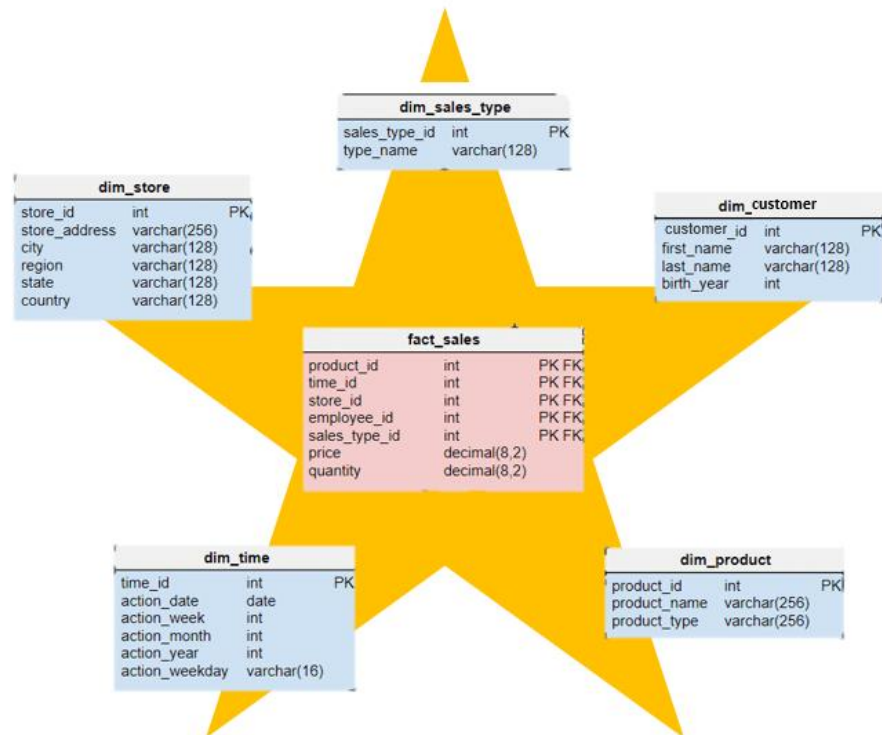 dim_sales_type
sales_type_id int PK
type_name varchar(128)
dim_store
store_id int PK
store_address varchar(256)
city varchar(128)
region varchar(128)
state varchar(128)
country varchar(128)
dim_customer
customer_id int PK
first_name varchar(128)
last_name varchar(128)
birth_year int
fact_sales
product_id int PK FK
time_id int PK FK
store_id int PK FK
employee_id int PK FK
sales_type_id int PK FK
price decimal(8,2)
quantity decimal(8,2)
dim_time
time_id int PK
action_date date
action_week int
action_month int
action_year int
action_weekday varchar(16)
dim_product
product_id int PK
product_name varchar(256)
product_type varchar(256)